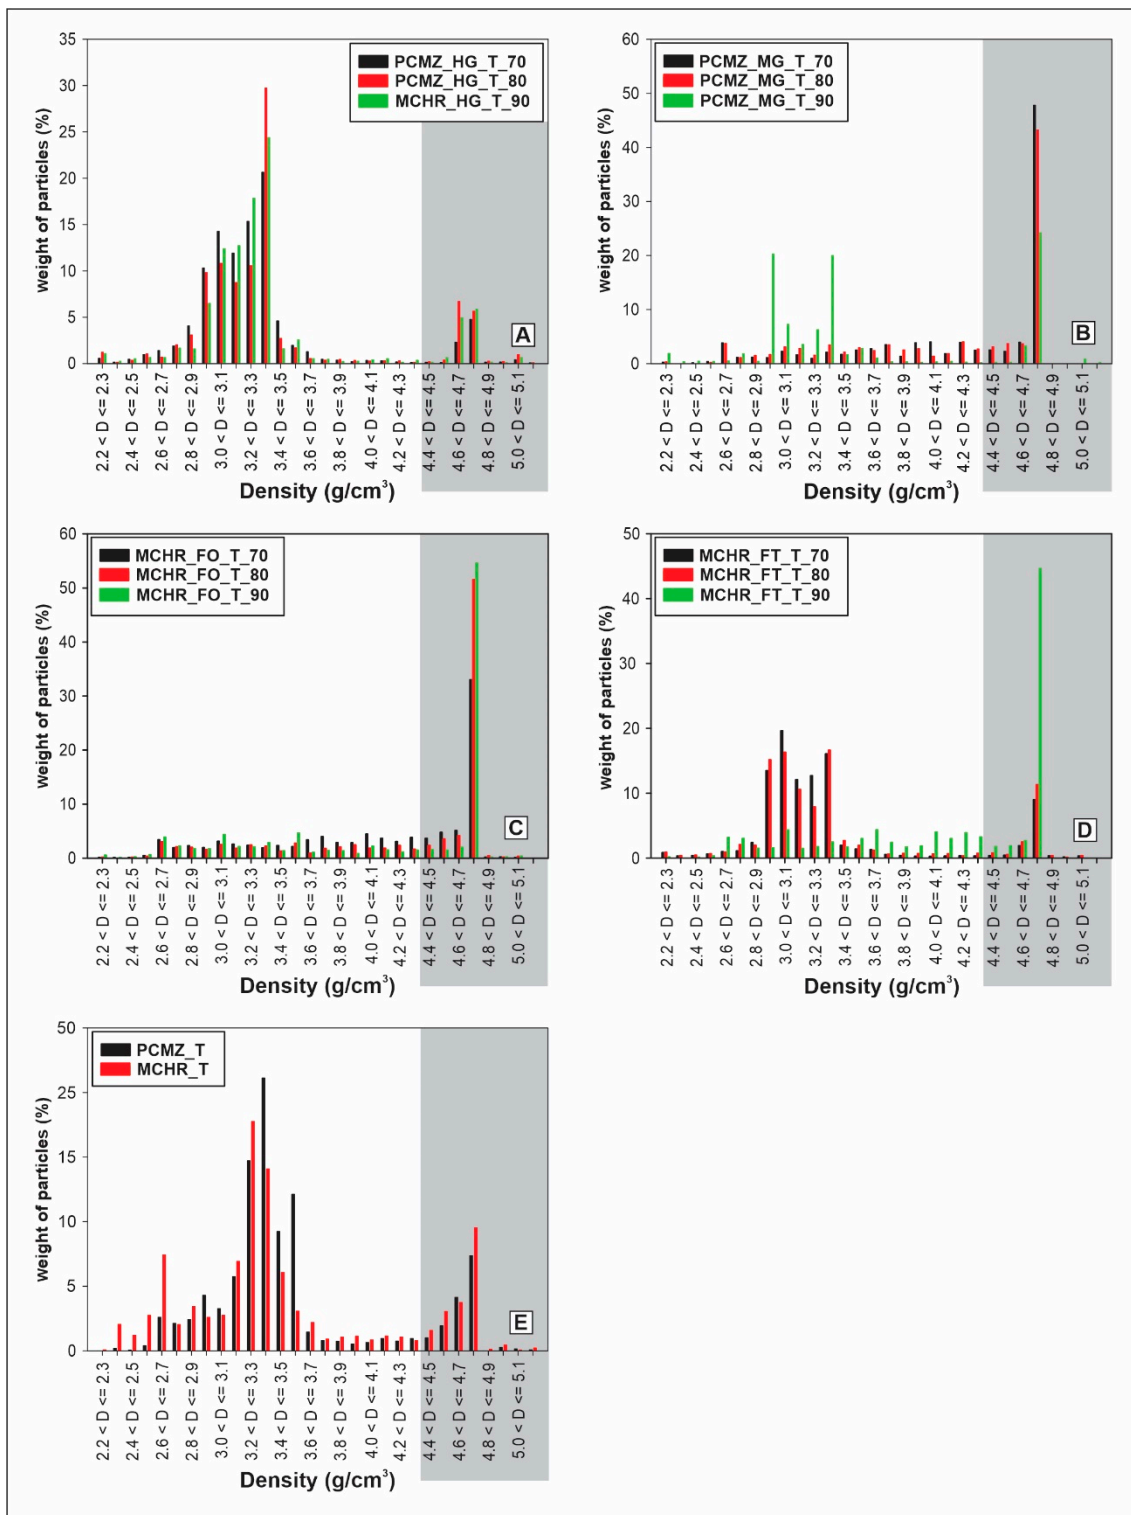 35
30
25
20
15
10
5
0
Weight of particles (%)
PCMZ_HG_T_70
PCMZ_HG_T_80
MCHR_HG_T_90
A
2.2 < D <= 2.3
2.4 < D <= 2.5
2.6 < D <= 2.7
2.8 < D <= 2.9
3.0 < D <= 3.1
3.2 < D <= 3.3
3.4 < D <= 3.5
3.6 < D <= 3.7
3.8 < D <= 3.9
4.0 < D <= 4.1
4.2 < D <= 4.3
4.4 < D <= 4.5
4.6 < D <= 4.7
4.8 < D <= 4.9
5.0 < D <= 5.1
Density (g/cm³)
60
50
40
30
20
10
0
Weight of particles (%)
PCMZ_MG_T_70
PCMZ_MG_T_80
PCMZ_MG_T_90
B
2.2 < D <= 2.3
2.4 < D <= 2.5
2.6 < D <= 2.7
2.8 < D <= 2.9
3.0 < D <= 3.1
3.2 < D <= 3.3
3.4 < D <= 3.5
3.6 < D <= 3.7
3.8 < D <= 3.9
4.0 < D <= 4.1
4.2 < D <= 4.3
4.4 < D <= 4.5
4.6 < D <= 4.7
4.8 < D <= 4.9
5.0 < D <= 5.1
Density (g/cm³)
60
50
40
30
20
10
0
Weight of particles (%)
MCHR_FO_T_70
MCHR_FO_T_80
MCHR_FO_T_90
C
2.2 < D <= 2.3
2.4 < D <= 2.5
2.6 < D <= 2.7
2.8 < D <= 2.9
3.0 < D <= 3.1
3.2 < D <= 3.3
3.4 < D <= 3.5
3.6 < D <= 3.7
3.8 < D <= 3.9
4.0 < D <= 4.1
4.2 < D <= 4.3
4.4 < D <= 4.5
4.6 < D <= 4.7
4.8 < D <= 4.9
5.0 < D <= 5.1
Density (g/cm³)
50
40
30
20
10
0
Weight of particles (%)
MCHR_FT_T_70
MCHR_FT_T_80
MCHR_FT_T_90
D
2.2 < D <= 2.3
2.4 < D <= 2.5
2.6 < D <= 2.7
2.8 < D <= 2.9
3.0 < D <= 3.1
3.2 < D <= 3.3
3.4 < D <= 3.5
3.6 < D <= 3.7
3.8 < D <= 3.9
4.0 < D <= 4.1
4.2 < D <= 4.3
4.4 < D <= 4.5
4.6 < D <= 4.7
4.8 < D <= 4.9
5.0 < D <= 5.1
Density (g/cm³)
50
25
15
10
5
0
Weight of particles (%)
PCMZ_T
MCHR_T
E
2.2 < D <= 2.3
2.4 < D <= 2.5
2.6 < D <= 2.7
2.8 < D <= 2.9
3.0 < D <= 3.1
3.2 < D <= 3.3
3.4 < D <= 3.5
3.6 < D <= 3.7
3.8 < D <= 3.9
4.0 < D <= 4.1
4.2 < D <= 4.3
4.4 < D <= 4.5
4.6 < D <= 4.7
4.8 < D <= 4.9
5.0 < D <= 5.1
Density (g/cm³)